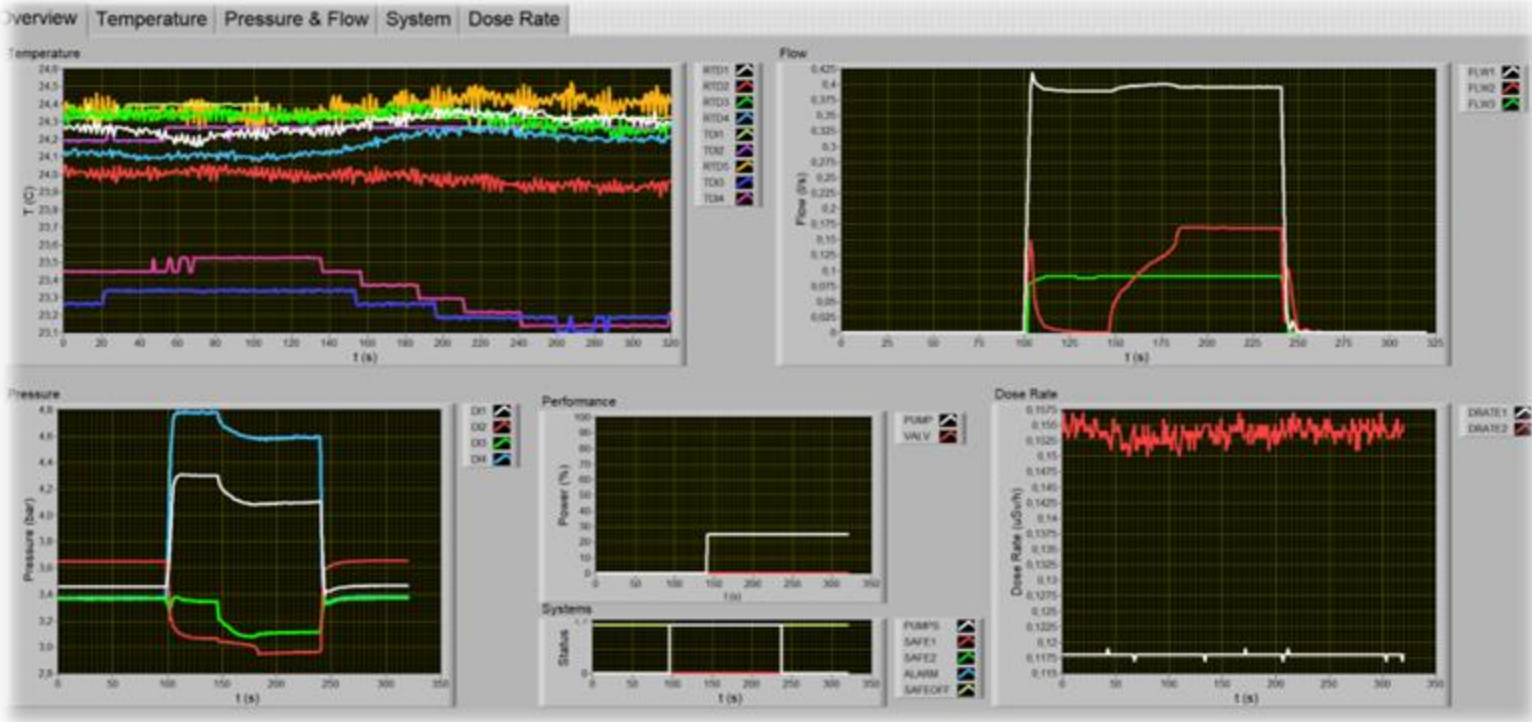 Overview Temperature Pressure & Flow System Dose Rate
Temperature
T (C)
24,6
24,5
24,4
24,3
24,2
24,1
24,0
23,9
23,8
23,7
23,6
23,5
23,4
23,3
23,2
23,1
0 20 40 60 80 100 120 140 160 180 200 220 240 260 280 300 320
t (s)
RTD1
RTD2
RTD3
RTD4
TDI1
TDI2
RTD5
TDI3
TDI4
Flow
Flow (l/s)
0,425
0,4
0,375
0,35
0,325
0,3
0,275
0,25
0,225
0,2
0,175
0,15
0,125
0,1
0,075
0,05
0,025
0
0 25 50 75 100 125 150 175 200 225 250 275 300 325
t (s)
FLW1
FLW2
FLW3
Pressure
Pressure (bar)
4,8
4,6
4,4
4,2
4,0
3,8
3,6
3,4
3,2
3,0
2,8
0 50 100 150 200 250 300 350
t (s)
DI1
DI2
DI3
DI4
Performance
Power (%)
100
90
80
70
60
50
40
30
20
10
0
0 50 100 150 200 250 300 350
t (s)
PUMP
VALV
Systems
Status
0
0 50 100 150 200 250 300 350
t (s)
PUMPS
SAFE1
SAFE2
ALARM
SAFEOFF
Dose Rate
Dose Rate (uSv/h)
0,1575
0,155
0,1525
0,15
0,1475
0,145
0,1425
0,14
0,1375
0,135
0,1325
0,13
0,1275
0,125
0,1225
0,12
0,1175
0,115
0 50 100 150 200 250 300 350
t (s)
DRATE1
DRATE2